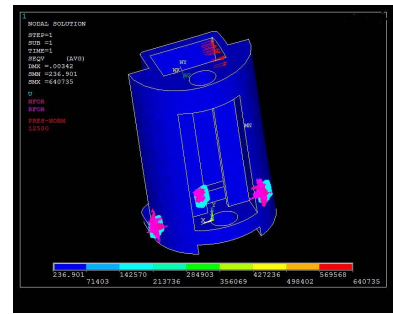 1
NODAL SOLUTION
STEP=1
SUB =1
TIME=1
SEQV (AVG)
DMX =.00342
SMN =236.901
SMX =640735
U
NFOR
RFOR
PRES-NORM
12500
MX
Y
X
236.901 142570 284903 427236 569568
71403 213736 356069 498402 640735